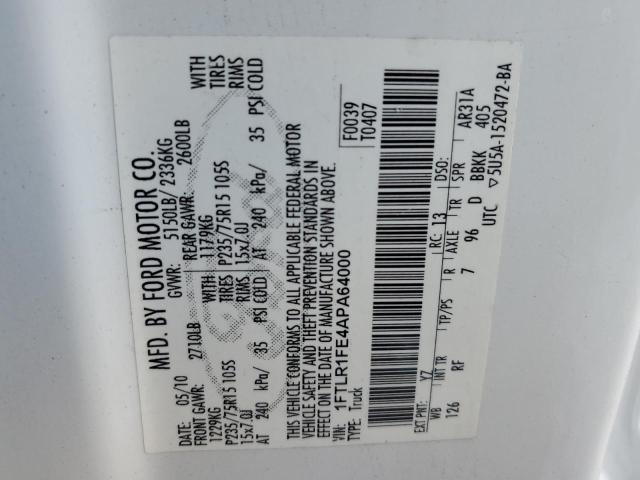 MFD. BY FORD MOTOR CO.
DATE: 05/10 GVWR: 5150LB/ 2336KG
FRONT GAWR: 2710LB REAR GAWR: 2600LB
1229KG WITH 1179KG WITH
P235/75R15 105S TIRES P235/75R15 105S TIRES
15x7.0J RIMS 15x7.0J RIMS
AT 240 kPa/ 35 PSI COLD AT 240 kPa/ 35 PSI COLD
THIS VEHICLE CONFORMS TO ALL APPLICABLE FEDERAL MOTOR
VEHICLE SAFETY AND THEFT PREVENTION STANDARDS IN
EFFECT ON THE DATE OF MANUFACTURE SHOWN ABOVE.
VIN: 1FTLR1FE4APA64000
TYPE: Truck
F0039
T0407
EXT PNT: YZ RC: 13 DSO:
WB INT TR TP/PS R AXLE TR SPR AR31A
126 RF 7 96 D BBKK 405
UTC ▽5U5A-1520472-BA